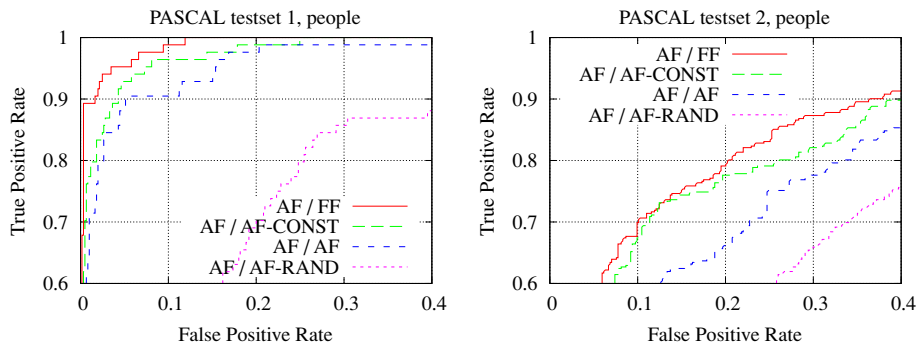 PASCAL testset 1, people
True Positive Rate
1
0.9
0.8
0.7
0.6
0
0.1
0.2
0.3
0.4
False Positive Rate
AF / FF
AF / AF-CONST
AF / AF
AF / AF-RAND
PASCAL testset 2, people
True Positive Rate
1
0.9
0.8
0.7
0.6
0
0.1
0.2
0.3
0.4
False Positive Rate
AF / FF
AF / AF-CONST
AF / AF
AF / AF-RAND